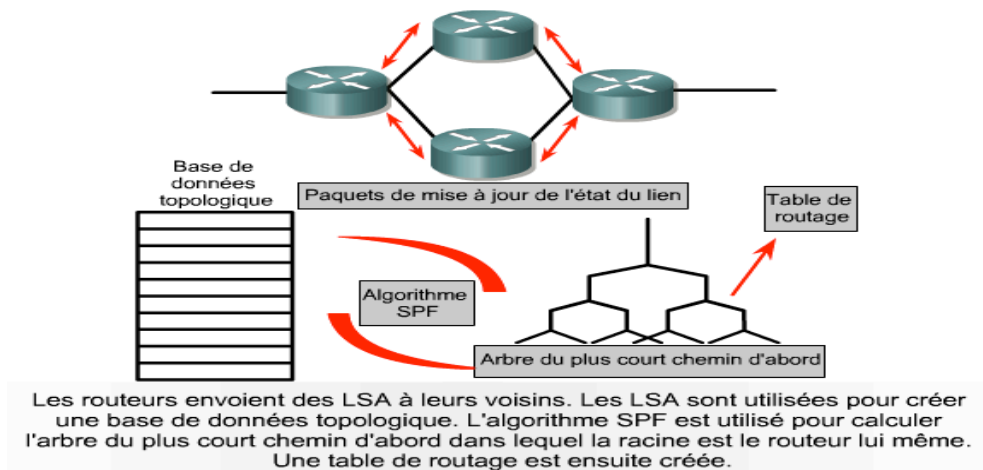 Base de
données
topologique
Paquets de mise à jour de l'état du lien
Table de
routage
Algorithme
SPF
Arbre du plus court chemin d'abord
Les routeurs envoient des LSA à leurs voisins. Les LSA sont utilisées pour créer
une base de données topologique. L'algorithme SPF est utilisé pour calculer
l'arbre du plus court chemin d'abord dans lequel la racine est le routeur lui même.
Une table de routage est ensuite créée.